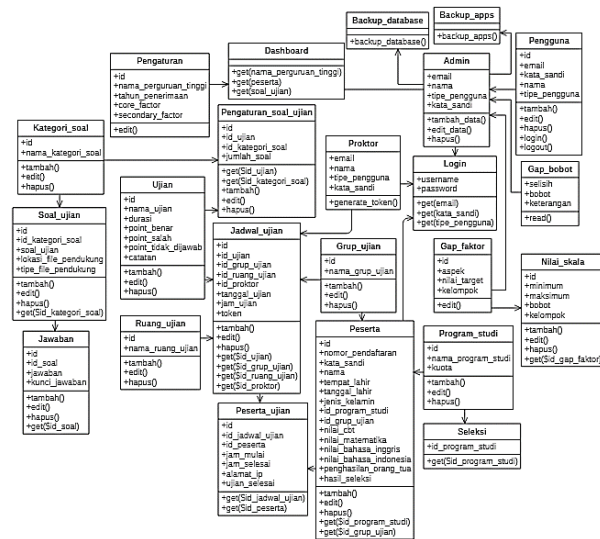 Backup_database
+backup_database()
Backup_apps
+backup_apps()
Pengaturan
+id
+nama_perguruan_tinggi
+tahun_penerimaan
+core_factor
+secondary_factor
+edit()
Dashboard
+get(nama_perguruan_tinggi)
+get(peserta)
+get(soal_ujian)
Admin
+email
+nama
+tipe_pengguna
+kata_sandi
+tambah_data()
+edit_data()
+hapus()
Pengguna
+id
+email
+kata_sandi
+nama
+tipe_pengguna
+tambah()
+edit()
+hapus()
+login()
+logout()
Kategori_soal
+id
+nama_kategori_soal
+tambah()
+edit()
+hapus()
Pengaturan_soal_ujian
+id
+id_ujian
+id_kategori_soal
+jumlah_soal
+get($id_ujian)
+get($id_kategori_soal)
+tambah()
+edit()
+hapus()
Proktor
+email
+nama
+tipe_pengguna
+kata_sandi
+generate_token()
Login
+username
+password
+get(email)
+get(kata_sandi)
+get(tipe_pengguna)
Gap_bobot
+selisih
+bobot
+keterangan
+read()
Soal_ujian
+id
+id_kategori_soal
+soal_ujian
+lokasi_file_pendukung
+tipe_file_pendukung
+tambah()
+edit()
+hapus()
+get($id_kategori_soal)
Ujian
+id
+nama_ujian
+durasi
+point_benar
+point_salah
+point_tidak_dijawab
+catatan
+tambah()
+edit()
+hapus()
Jadwal_ujian
+id
+id_ujian
+id_grup_ujian
+id_ruang_ujian
+id_proktor
+tanggal_ujian
+jam_ujian
+token
+tambah()
+edit()
+hapus()
+get($id_ujian)
+get($id_grup_ujian)
+get($id_ruang_ujian)
+get($id_proktor)
Grup_ujian
+id
+nama_grup_ujian
+tambah()
+edit()
+hapus()
Gap_faktor
+id
+aspek
+nilai_target
+kelompok
+edit()
Nilai_skala
+id
+minimum
+maksimum
+bobot
+kelompok
+tambah()
+edit()
+hapus()
+get($id_gap_faktor)
Jawaban
+id
+id_soal
+jawaban
+kunci_jawaban
+tambah()
+edit()
+hapus()
+get($id_soal)
Ruang_ujian
+id
+nama_ruang_ujian
+tambah()
+edit()
+hapus()
Peserta
+id
+nomor_pendaftaran
+kata_sandi
+nama
+tempat_lahir
+tanggal_lahir
+jenis_kelamin
+id_program_studi
+id_grup_ujian
+nilai_cbt
+nilai_matematika
+nilai_bahasa_inggris
+nilai_bahasa_indonesia
+penghasilan_orang_tua
+hasil_seleksi
+tambah()
+edit()
+hapus()
+get($id_program_studi)
+get($id_grup_ujian)
Program_studi
+id
+nama_program_studi
+kuota
+tambah()
+edit()
+hapus()
Peserta_ujian
+id
+id_jadwal_ujian
+id_peserta
+jam_mulai
+jam_selesai
+alamat_ip
+ujian_selesai
+get($id_jadwal_ujian)
+get($id_peserta)
Seleksi
+id_program_studi
+get($id_program_studi)